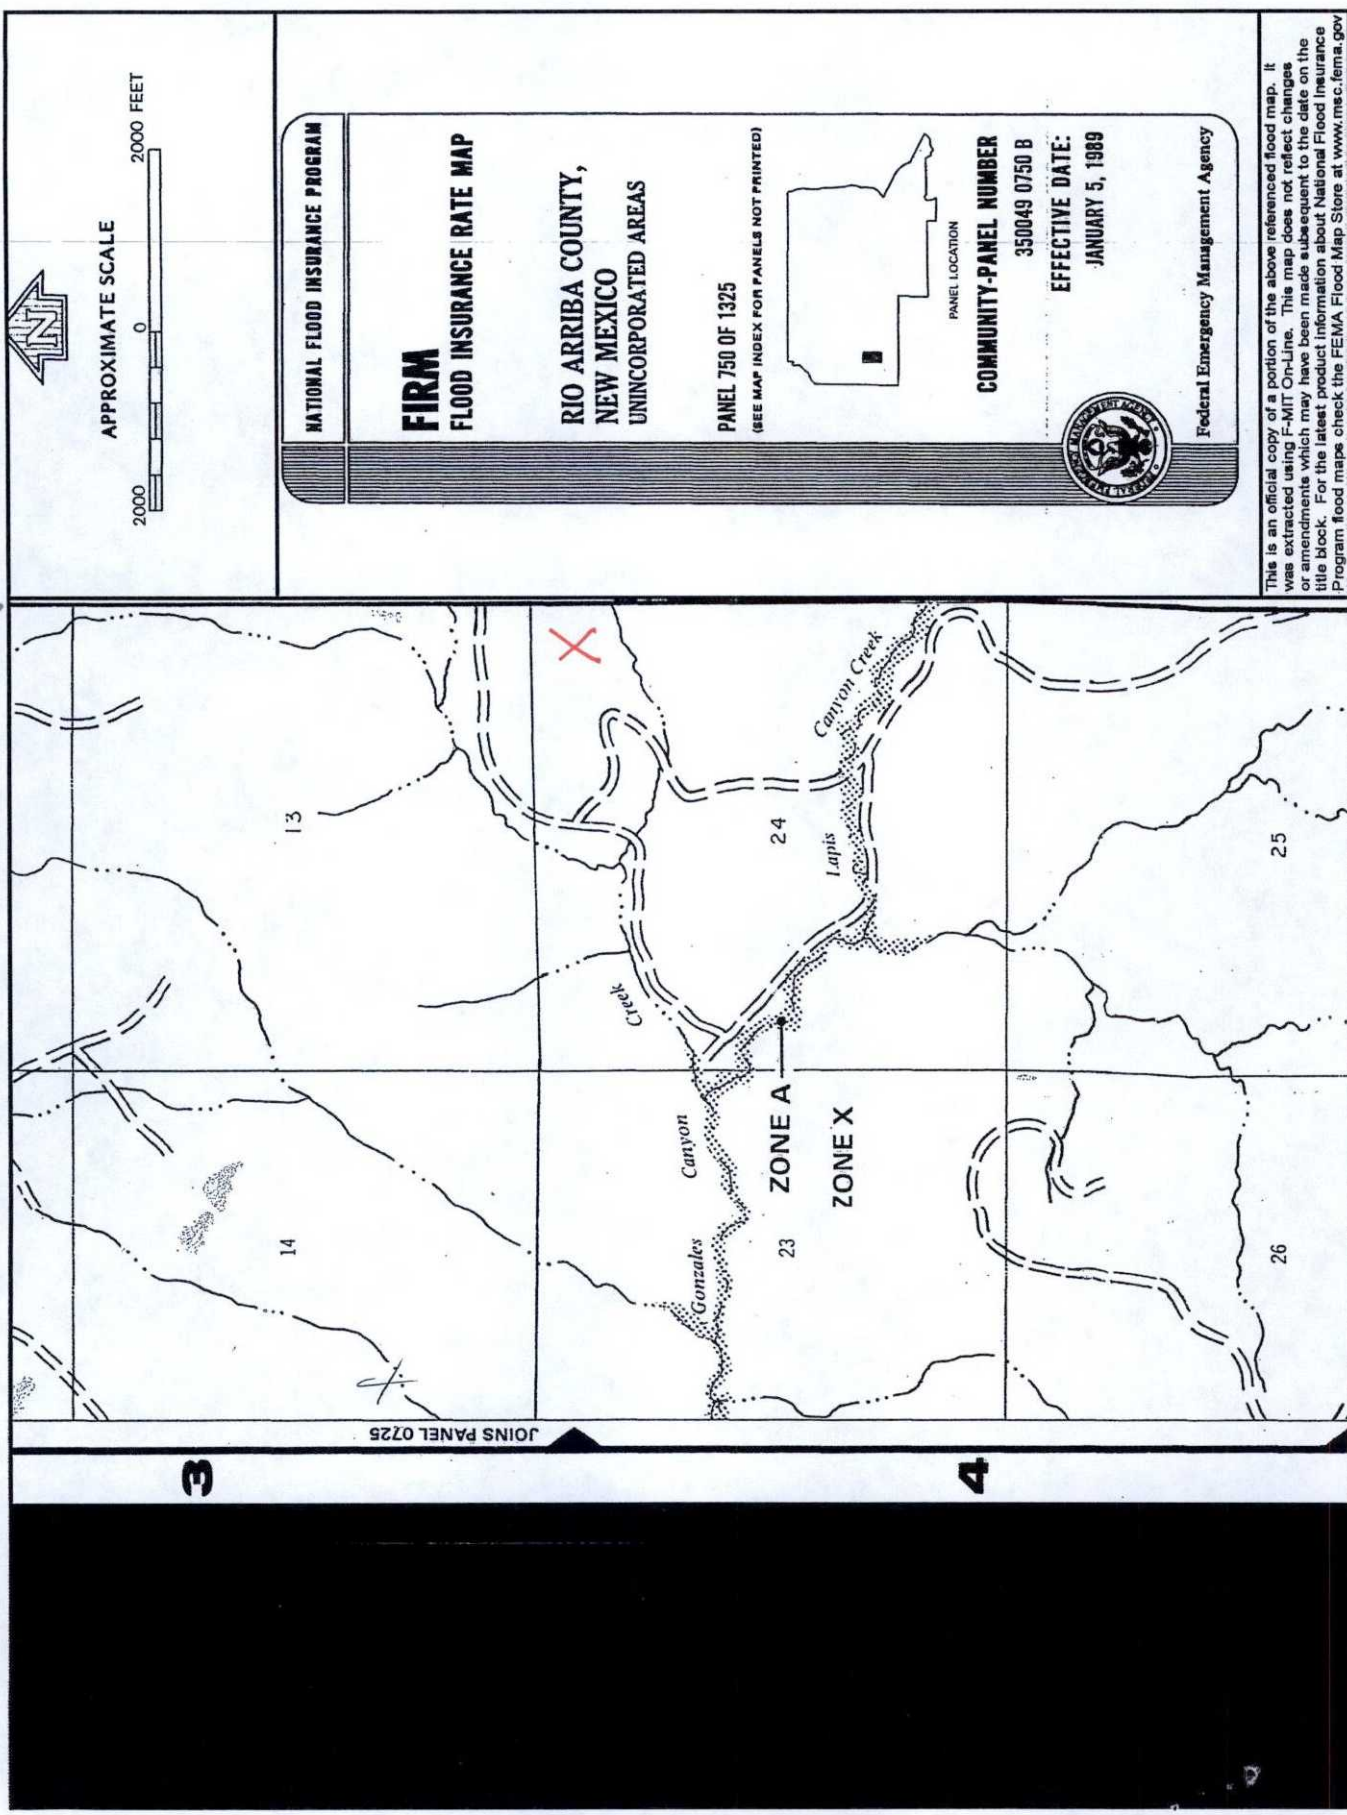 N
APPROXIMATE SCALE
2000 0 2000 FEET
NATIONAL FLOOD INSURANCE PROGRAM
FIRM
FLOOD INSURANCE RATE MAP
RIO ARRIBA COUNTY,
NEW MEXICO
UNINCORPORATED AREAS
PANEL 750 OF 1325
(SEE MAP INDEX FOR PANELS NOT PRINTED)
PANEL LOCATION
COMMUNITY-PANEL NUMBER
350049 0750 B
EFFECTIVE DATE:
JANUARY 5, 1989
FEDERAL EMERGENCY MANAGEMENT AGENCY
Federal Emergency Management Agency
This is an official copy of a portion of the above referenced flood map. It
was extracted using F-MIT On-Line. This map does not reflect changes
or amendments which may have been made subsequent to the date on the
title block. For the latest product information about National Flood Insurance
Program flood maps check the FEMA Flood Map Store at www.msc.fema.gov
13
14
X
Creek
Canyon
Gonzales
23
24
Lapis
Canyon Creek
ZONE A
ZONE X
25
26
JOINS PANEL 0725
3
4